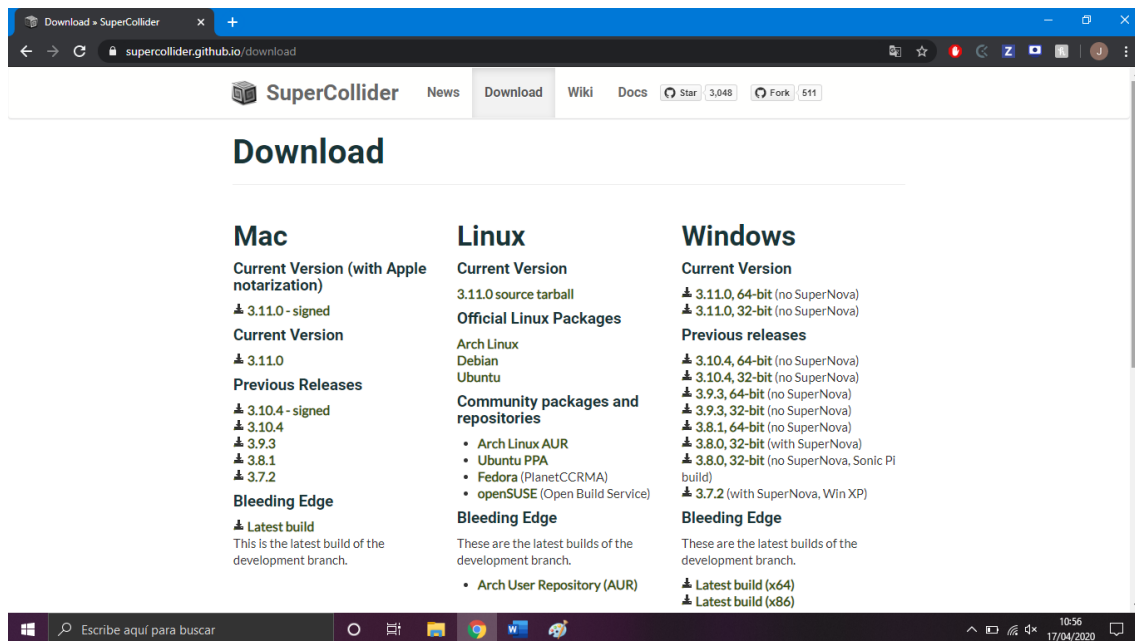 Download » SuperCollider
supercollider.github.io/download
SuperCollider News Download Wiki Docs Star 3,048 Fork 511
Download
Mac
Current Version (with Apple
notarization)
3.11.0 - signed
Current Version
3.11.0
Previous Releases
3.10.4 - signed
3.10.4
3.9.3
3.8.1
3.7.2
Bleeding Edge
Latest build
This is the latest build of the
development branch.
Linux
Current Version
3.11.0 source tarball
Official Linux Packages
Arch Linux
Debian
Ubuntu
Community packages and
repositories
• Arch Linux AUR
• Ubuntu PPA
• Fedora (PlanetCCRMA)
• openSUSE (Open Build Service)
Bleeding Edge
These are the latest builds of the
development branch.
• Arch User Repository (AUR)
Windows
Current Version
3.11.0, 64-bit (no SuperNova)
3.11.0, 32-bit (no SuperNova)
Previous releases
3.10.4, 64-bit (no SuperNova)
3.10.4, 32-bit (no SuperNova)
3.9.3, 64-bit (no SuperNova)
3.9.3, 32-bit (no SuperNova)
3.8.1, 64-bit (no SuperNova)
3.8.0, 32-bit (with SuperNova)
3.8.0, 32-bit (no SuperNova, Sonic Pi
build)
3.7.2 (with SuperNova, Win XP)
Bleeding Edge
These are the latest builds of the
development branch.
Latest build (x64)
Latest build (x86)
Escribe aquí para buscar
10:56
17/04/2020